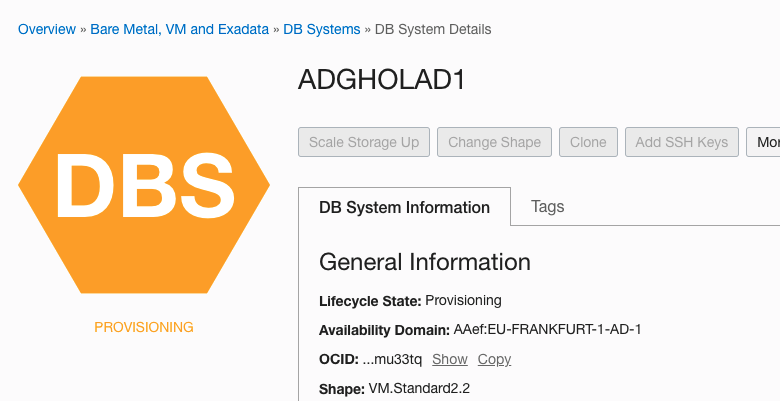 Overview » Bare Metal, VM and Exadata » DB Systems » DB System Details
ADGHOLAD1
DBS
PROVISIONING
Scale Storage Up Change Shape Clone Add SSH Keys
DB System Information Tags
General Information
Lifecycle State: Provisioning
Availability Domain: AAef:EU-FRANKFURT-1-AD-1
OCID: ...mu33tq Show Copy
Shape: VM.Standard2.2